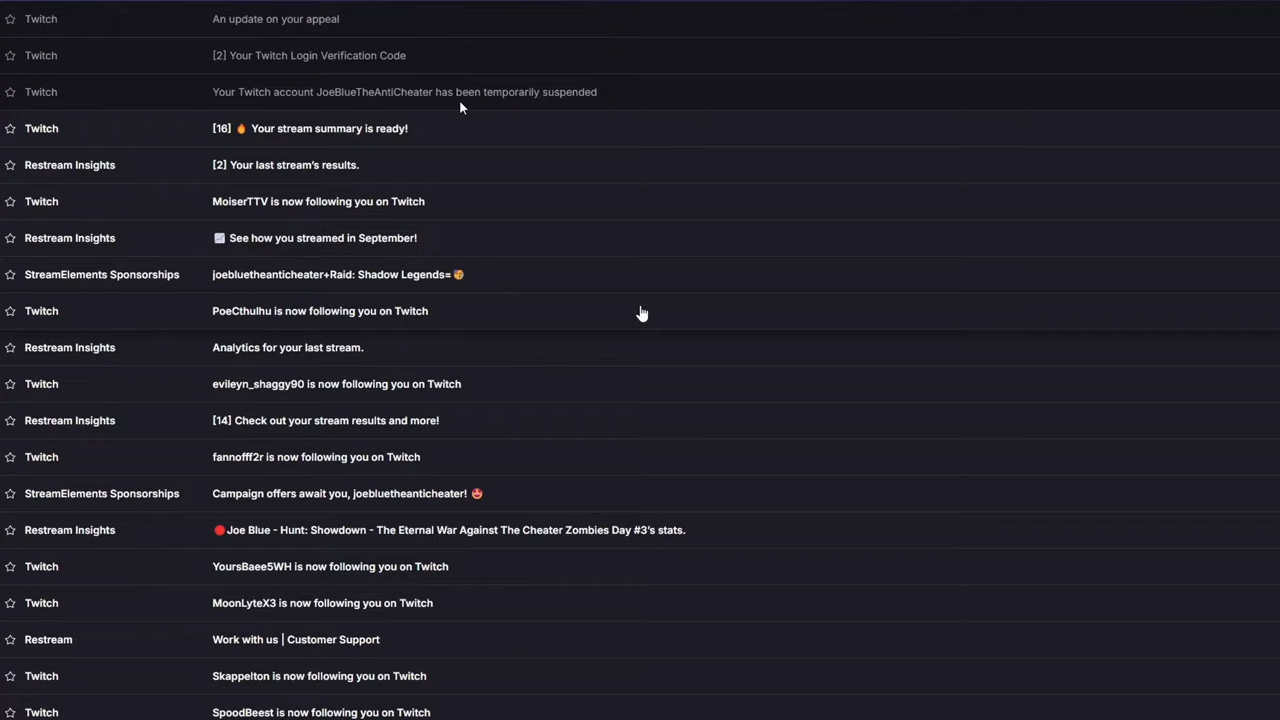 Twitch An update on your appeal
Twitch [2] Your Twitch Login Verification Code
Twitch Your Twitch account JoeBlueTheAntiCheater has been temporarily suspended
Twitch [16] 🔥 Your stream summary is ready!
Restream Insights [2] Your last stream's results.
Twitch MoiserTTV is now following you on Twitch
Restream Insights 📈 See how you streamed in September!
StreamElements Sponsorships joebluetheanticheater+Raid: Shadow Legends=🥳
Twitch PoeCthulhu is now following you on Twitch
Restream Insights Analytics for your last stream.
Twitch evileyn_shaggy90 is now following you on Twitch
Restream Insights [14] Check out your stream results and more!
Twitch fannofff2r is now following you on Twitch
StreamElements Sponsorships Campaign offers await you, joebluetheanticheater! 🤩
Restream Insights 🔴Joe Blue - Hunt: Showdown - The Eternal War Against The Cheater Zombies Day #3's stats.
Twitch YoursBaee5WH is now following you on Twitch
Twitch MoonLyteX3 is now following you on Twitch
Restream Work with us | Customer Support
Twitch Skappelton is now following you on Twitch
Twitch SpoodBeest is now following you on Twitch